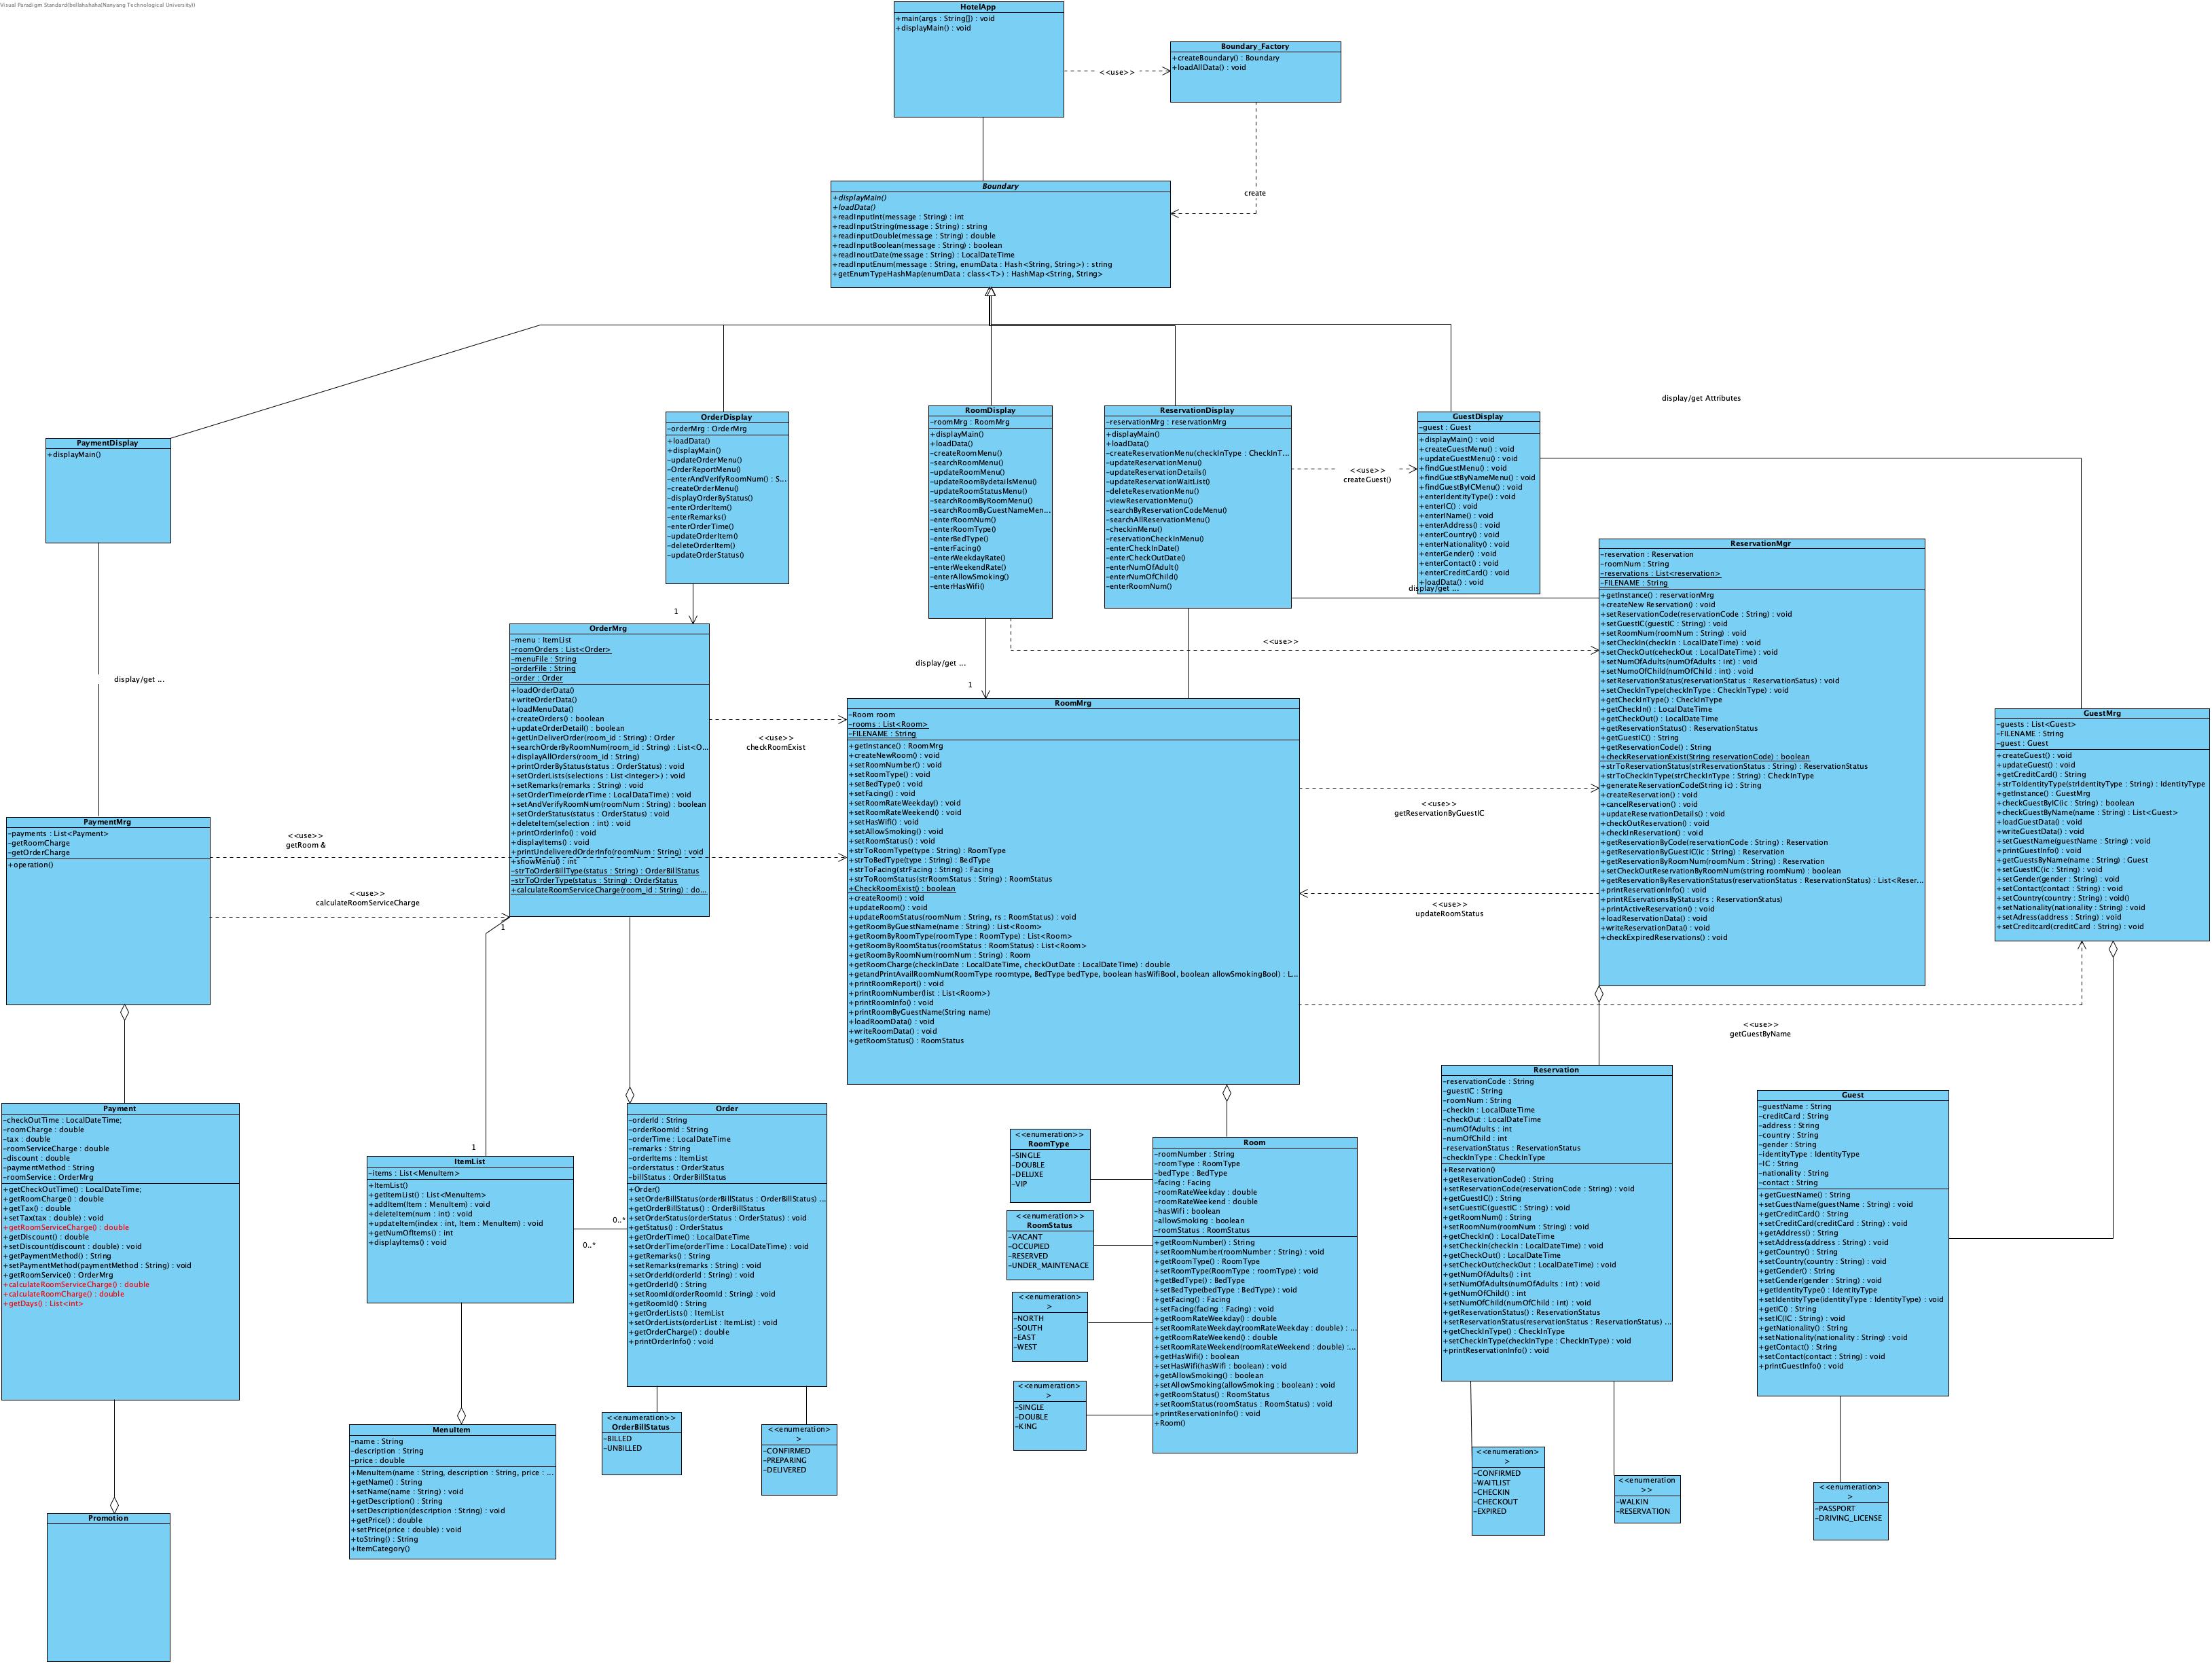 Visual Paradigm Standard(bellahahaha(Nanyang Technological University))
HotelApp
+main(args : String[]) : void
+displayMain() : void
Boundary_Factory
+createBoundary() : Boundary
+loadAllData() : void
<<use>>
create
Boundary
+displayMain()
+loadData()
+readInputInt(message : String) : int
+readInputString(message : String) : string
+readInputDouble(message : String) : double
+readInputBoolean(message : String) : boolean
+readInoutDate(message : String) : LocalDateTime
+readInputEnum(message : String, enumData : Hash<String, String>) : string
+getEnumTypeHashMap(enumData : class<T>) : HashMap<String, String>
display/get Attributes
PaymentDisplay
+displayMain()
OrderDisplay
-orderMrg : OrderMrg
+loadData()
+displayMain()
-updateOrderMenu()
-OrderReportMenu()
-enterAndVerifyRoomNum() : S...
-createOrderMenu()
-displayOrderByStatus()
-enterOrderItem()
-enterRemarks()
-enterOrderTime()
-updateOrderItem()
-deleteOrderItem()
-updateOrderStatus()
RoomDisplay
-roomMrg : RoomMrg
+displayMain()
+loadData()
-createRoomMenu()
-searchRoomMenu()
-updateRoomMenu()
-updateRoomBydetailsMenu()
-updateRoomStatusMenu()
-searchRoomByRoomMenu()
-searchRoomByGuestNameMen...
-enterRoomNum()
-enterRoomType()
-enterBedType()
-enterFacing()
-enterWeekdayRate()
-enterWeekendRate()
-enterAllowSmoking()
-enterHasWifi()
ReservationDisplay
-reservationMrg : reservationMrg
+displayMain()
+loadData()
-createReservationMenu(checkInType : CheckInT...
-updateReservationMenu()
-updateReservationDetails()
-updateReservationWaitList()
-deleteReservationMenu()
-viewReservationMenu()
-searchByReservationCodeMenu()
-searchAllReservationMenu()
-checkinMenu()
-reservationCheckInMenu()
-enterCheckInDate()
-enterCheckOutDate()
-enterNumOfAdult()
-enterNumOfChild()
-enterRoomNum()
<<use>>
createGuest()
GuestDisplay
-guest : Guest
+displayMain() : void
+createGuestMenu() : void
+updateGuestMenu() : void
+findGuestMenu() : void
+findGuestByNameMenu() : void
+findGuestByICMenu() : void
+enterIdentityType() : void
+enterIC() : void
+enterIName() : void
+enterAddress() : void
+enterCountry() : void
+enterNationality() : void
+enterGender() : void
+enterContact() : void
+enterCreditCard() : void
+loadData() : void
display/get ...
ReservationMgr
-reservation : Reservation
-roomNum : String
-reservations : List<reservation>
-FILENAME : String
+getInstance() : reservationMrg
+createNew Reservation() : void
+setReservationCode(reservationCode : String) : void
+setGuestIC(guestIC : String) : void
+setRoomNum(roomNum : String) : void
+setCheckIn(checkIn : LocalDateTime) : void
+setCheckOut(ceheckOut : LocalDateTime) : void
+setNumOfAdults(numOfAdults : int) : void
+setNumoOfChild(numOfChild : int) : void
+setReservationStatus(reservationStatus : ReservationSatus) : void
+setCheckInType(checkInType : CheckInType) : void
+getCheckInType() : CheckInType
+getCheckIn() : LocalDateTime
+getCheckOut() : LocalDateTime
+getReservationStatus() : ReservationStatus
+getGuestIC() : String
+getReservationCode() : String
+checkReservationExist(String reservationCode) : boolean
+strToReservationStatus(strReservationStatus : String) : ReservationStatus
+strToCheckInType(strCheckInType : String) : CheckInType
+generateReservationCode(String ic) : String
+createReservation() : void
+cancelReservation() : void
+updateReservationDetails() : void
+checkOutReservation() : void
+checkInReservation() : void
+getReservationByCode(reservationCode : String) : Reservation
+getReservationByGuestIC(ic : String) : Reservation
+getReservationByRoomNum(roomNum : String) : Reservation
+setCheckOutReservationByRoomNum(string roomNum) : boolean
+getReservationByReservationStatus(reservationStatus : ReservationStatus) : List<Reser...
+printReservationInfo() : void
+printREservationsByStatus(rs : ReservationStatus)
+printActiveReservation() : void
+loadReservationData() : void
+writeReservationData() : void
+checkExpiredReservations() : void
OrderMrg
-menu : ItemList
-roomOrders : List<Order>
-menuFile : String
-orderFile : String
-order : Order
+loadOrderData()
+writeOrderData()
+loadMenuData()
+createOrders() : boolean
+updateOrderDetail() : boolean
+getUnDeliverOrder(room_id : String) : Order
+searchOrderByRoomNum(room_id : String) : List<O...
+displayAllOrders(room_id : String)
+printOrderByStatus(status : OrderStatus) : void
+setOrderLists(selections : List<Integer>) : void
+setRemarks(remarks : String) : void
+setOrderTime(orderTime : LocalDataTime) : void
+setAndVerifyRoomNum(roomNum : String) : boolean
+setOrderStatus(status : OrderStatus) : void
+deleteItem(selection : int) : void
+printOrderInfo() : void
+displayItems() : void
+printUndeliveredOrderInfo(roomNum : String) : void
+showMenu() : int
-strToOrderBillType(status : String) : OrderBillStatus
-strToOrderType(status : String) : OrderStatus
+calculateRoomServiceCharge(room_id : String) : do...
1
<<use>>
checkRoomExist
display/get ...
1
<<use>>
RoomMrg
-Room room
-rooms : List<Room>
-FILENAME : String
+getInstance() : RoomMrg
+createNewRoom() : void
+setRoomNumber() : void
+setRoomType() : void
+setBedType() : void
+setFacing() : void
+setRoomRateWeekday() : void
+setRoomRateWeekend() : void
+setHasWifi() : void
+setAllowSmoking() : void
+setRoomStatus() : void
+strToRoomType(type : String) : RoomType
+strToBedType(type : String) : BedType
+strToFacing(strFacing : String) : Facing
+strToRoomStatus(strRoomStatus : String) : RoomStatus
+CheckRoomExist() : boolean
+createRoom() : void
+updateRoom() : void
+updateRoomStatus(roomNum : String, rs : RoomStatus) : void
+getRoomByGuestName(name : String) : List<Room>
+getRoomByRoomType(roomType : RoomType) : List<Room>
+getRoomByRoomStatus(roomStatus : RoomStatus) : List<Room>
+getRoomByRoomNum(roomNum : String) : Room
+getRoomCharge(checkInDate : LocalDateTime, checkOutDate : LocalDateTime) : double
+getandPrintAvailRoomNum(RoomType roomtype, BedType bedType, boolean hasWifiBool, boolean allowSmokingBool) : L...
+printRoomReport() : void
+printRoomNumber(list : List<Room>)
+printRoomInfo() : void
+printRoomByGuestName(String name)
+loadRoomData() : void
+writeRoomData() : void
+getRoomStatus() : RoomStatus
<<use>>
getReservationByGuestIC
<<use>>
updateRoomStatus
<<use>>
getGuestByName
GuestMrg
-guests : List<Guest>
-FILENAME : String
-guest : Guest
+createGuest() : void
+updateGuest() : void
+getCreditCard() : String
+strToIdentityType(strIdentityType : String) : IdentityType
+getInstance() : GuestMrg
+checkGuestByIC(ic : String) : boolean
+checkGuestByName(name : String) : List<Guest>
+loadGuestData() : void
+writeGuestData() : void
+setGuestName(guestName : String) : void
+printGuestInfo() : void
+getGuestsByName(name : String) : Guest
+setGuestIC(ic : String) : void
+setGender(gender : String) : void
+setContact(contact : String) : void
+setCountry(country : String) : void()
+setNationality(nationality : String) : void
+setAdress(address : String) : void
+setCreditcard(creditCard : String) : void
display/get ...
PaymentMrg
-payments : List<Payment>
-getRoomCharge
-getOrderCharge
+operation()
<<use>>
getRoom &
<<use>>
calculateRoomServiceCharge
1
Payment
-checkOutTime : LocalDateTime;
-roomCharge : double
-tax : double
-roomServiceCharge : double
-discount : double
-paymentMethod : String
-roomService : OrderMrg
+getCheckOutTime() : LocalDateTime;
+getRoomCharge() : double
+getTax() : double
+setTax(tax : double) : void
+getRoomServiceCharge() : double
+getDiscount() : double
+setDiscount(discount : double) : void
+getPaymentMethod() : String
+setPaymentMethod(paymentMethod : String) : void
+getRoomService() : OrderMrg
+calculateRoomServiceCharge() : double
+calculateRoomCharge() : double
+getDays() : List<int>
Promotion
1
ItemList
-items : List<MenuItem>
+ItemList()
+getItemList() : List<MenuItem>
+addItem(Item : MenuItem) : void
+deleteItem(num : int) : void
+updateItem(index : int, Item : MenuItem) : void
+getNumOfItems() : int
+displayItems() : void
0..*
0..*
MenuItem
-name : String
-description : String
-price : double
+MenuItem(name : String, description : String, price : ...
+getName() : String
+setName(name : String) : void
+getDescription() : String
+setDescription(description : String) : void
+getPrice() : double
+setPrice(price : double) : void
+toString() : String
+ItemCategory()
Order
-orderId : String
-orderRoomId : String
-orderTime : LocalDateTime
-remarks : String
-orderItems : ItemList
-orderstatus : OrderStatus
-billStatus : OrderBillStatus
+Order()
+setOrderBillStatus(orderBillStatus : OrderBillStatus) ...
+getOrderBillStatus() : OrderBillStatus
+setOrderStatus(orderStatus : OrderStatus) : void
+getStatus() : OrderStatus
+getOrderTime() : LocalDateTime
+setOrderTime(orderTime : LocalDateTime) : void
+getRemarks() : String
+setRemarks(remarks : String) : void
+setOrderId(orderId : String) : void
+getOrderId() : String
+setRoomId(orderRoomId : String) : void
+getRoomId() : String
+getOrderLists() : ItemList
+setOrderLists(orderList : ItemList) : void
+getOrderCharge() : double
+printOrderInfo() : void
<<enumeration>>
OrderBillStatus
-BILLED
-UNBILLED
<<enumeration>
>
-CONFIRMED
-PREPARING
-DELIVERED
<<enumeration>>
RoomType
-SINGLE
-DOUBLE
-DELUXE
-VIP
<<enumeration>>
RoomStatus
-VACANT
-OCCUPIED
-RESERVED
-UNDER_MAINTENACE
<<enumeration>
>
-NORTH
-SOUTH
-EAST
-WEST
<<enumeration>
>
-SINGLE
-DOUBLE
-KING
Room
-roomNumber : String
-roomType : RoomType
-bedType : BedType
-facing : Facing
-roomRateWeekday : double
-roomRateWeekend : double
-hasWifi : boolean
-allowSmoking : boolean
-roomStatus : RoomStatus
+getRoomNumber() : String
+setRoomNumber(roomNumber : String) : void
+getRoomType() : RoomType
+setRoomType(RoomType : roomType) : void
+getBedType() : BedType
+setBedType(bedType : BedType) : void
+getFacing() : Facing
+setFacing(facing : Facing) : void
+getRoomRateWeekday() : double
+setRoomRateWeekday(roomRateWeekday : double) : ...
+getRoomRateWeekend() : double
+setRoomRateWeekend(roomRateWeekend : double) :...
+getHasWifi() : boolean
+setHasWifi(hasWifi : boolean) : void
+getAllowSmoking() : boolean
+setAllowSmoking(allowSmoking : boolean) : void
+getRoomStatus() : RoomStatus
+setRoomStatus(roomStatus : RoomStatus) : void
+printReservationInfo() : void
+Room()
Reservation
-reservationCode : String
-guestIC : String
-roomNum : String
-checkIn : LocalDateTime
-checkOut : LocalDateTime
-numOfAdults : int
-numOfChild : int
-reservationStatus : ReservationStatus
-checkInType : CheckInType
+Reservation()
+getReservationCode() : String
+setReservationCode(reservationCode : String) : void
+getGuestIC() : String
+setGuestIC(guestIC : String) : void
+getRoomNum() : String
+setRoomNum(roomNum : String) : void
+getCheckIn() : LocalDateTime
+setCheckIn(checkIn : LocalDateTime) : void
+getCheckOut() : LocalDateTime
+setCheckOut(checkOut : LocalDateTime) : void
+getNumOfAdults() : int
+setNumOfAdults(numOfAdults : int) : void
+getNumOfChild() : int
+setNumOfChild(numOfChild : int) : void
+getReservationStatus() : ReservationStatus
+setReservationStatus(reservationStatus : ReservationStatus) ...
+getCheckInType() : CheckInType
+setCheckInType(checkInType : CheckInType) : void
+printReservationInfo() : void
<<enumeration>
>
-CONFIRMED
-WAITLIST
-CHECKIN
-CHECKOUT
-EXPIRED
<<enumeration
>>
-WALKIN
-RESERVATION
Guest
-guestName : String
-creditCard : String
-address : String
-country : String
-gender : String
-identityType : IdentityType
-IC : String
-nationality : String
-contact : String
+getGuestName() : String
+setGuestName(guestName : String) : void
+getCreditCard() : String
+setCreditCard(creditCard : String) : void
+getAddress() : String
+setAddress(address : String) : void
+getCountry() : String
+setCountry(country : String) : void
+getGender() : String
+setGender(gender : String) : void
+getIdentityType() : IdentityType
+setIdentityType(identityType : IdentityType) : void
+getIC() : String
+setIC(IC : String) : void
+getNationality() : String
+setNationality(nationality : String) : void
+getContact() : String
+setContact(contact : String) : void
+printGuestInfo() : void
<<enumeration>
>
-PASSPORT
-DRIVING_LICENSE